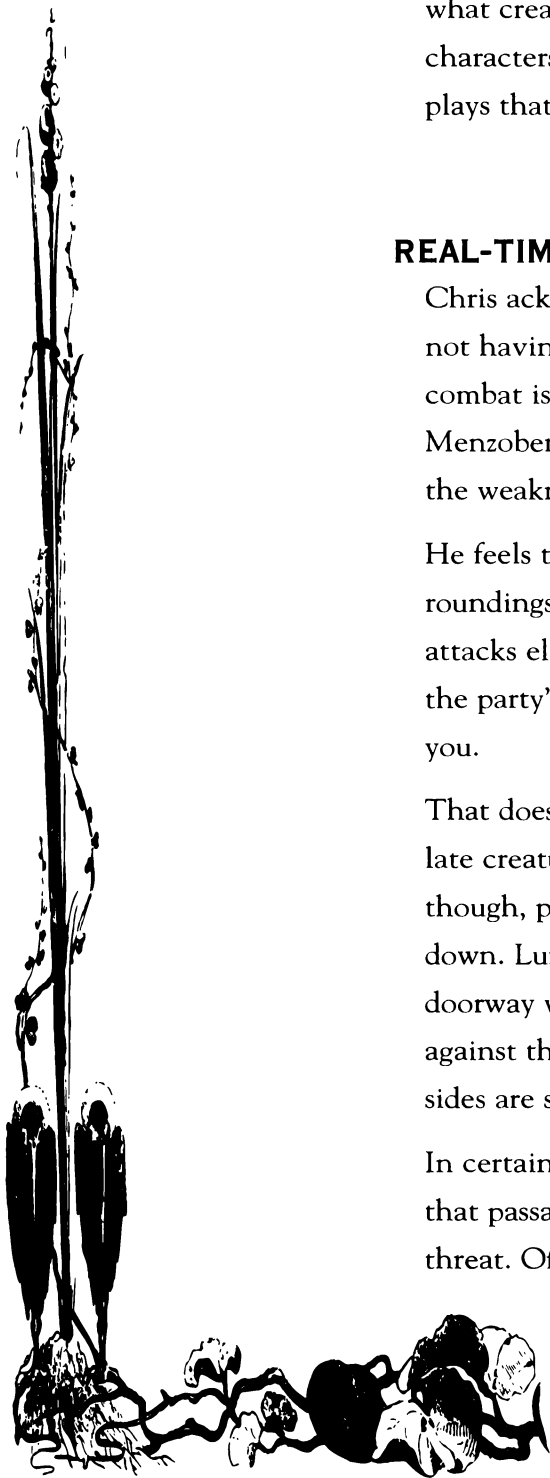 what crea
characters
plays that
REAL-TIM
Chris ack
not havin
combat is
Menzober
the weakn
He feels t
roundings
attacks el
the party'
you.
That does
late creatu
though, p
down. Lur
doorway w
against th
sides are s
In certain
that passa
threat. Of